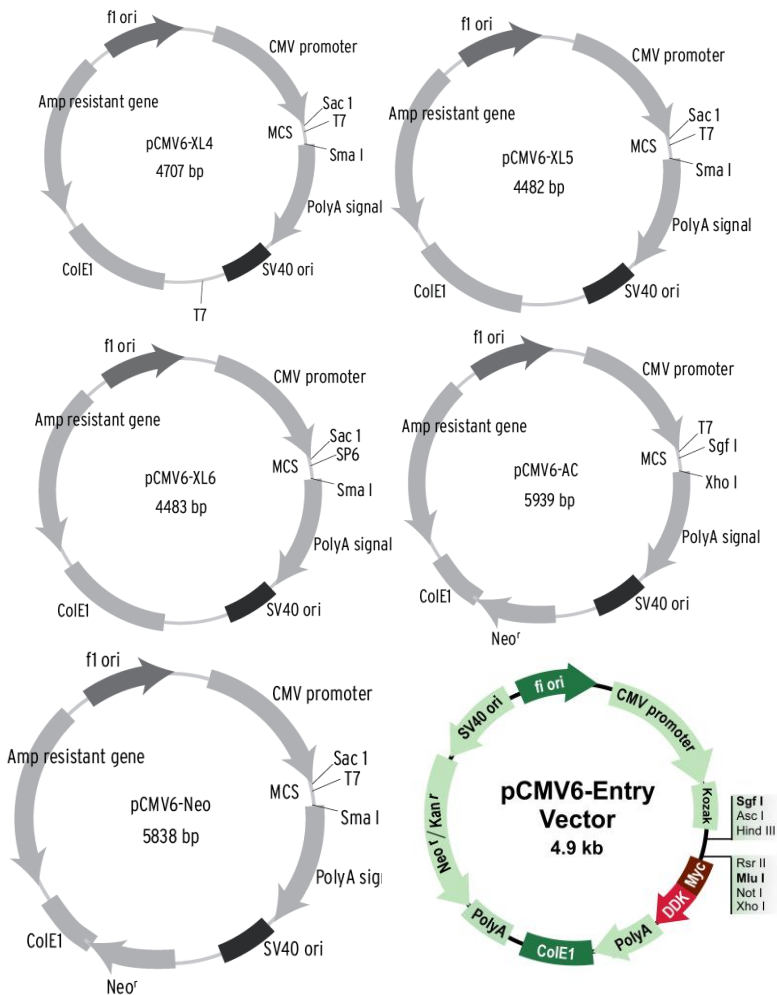 f1 ori
CMV promoter
Amp resistant gene
Sac 1
T7
MCS
Sma I
pCMV6-XL4
4707 bp
PolyA signal
ColE1
SV40 ori
T7
f1 ori
CMV promoter
Amp resistant gene
Sac 1
T7
MCS
Sma I
pCMV6-XL5
4482 bp
PolyA signal
ColE1
SV40 ori
f1 ori
CMV promoter
Amp resistant gene
Sac 1
SP6
MCS
Sma I
pCMV6-XL6
4483 bp
PolyA signal
ColE1
SV40 ori
f1 ori
CMV promoter
Amp resistant gene
T7
Sgf I
MCS
Xho I
pCMV6-AC
5939 bp
PolyA signal
ColE1
SV40 ori
Neoʳ
f1 ori
CMV promoter
Amp resistant gene
Sac 1
T7
MCS
Sma I
pCMV6-Neo
5838 bp
PolyA sig
ColE1
SV40 ori
Neoʳ
fi ori
SV40 ori
CMV promoter
pCMV6-Entry
Vector
4.9 kb
Kozak
Sgf I
Asc I
Hind III
Rsr II
Mlu I
Not I
Xho I
Neo r / Kan r
Myc
DDK
PolyA
ColE1
PolyA